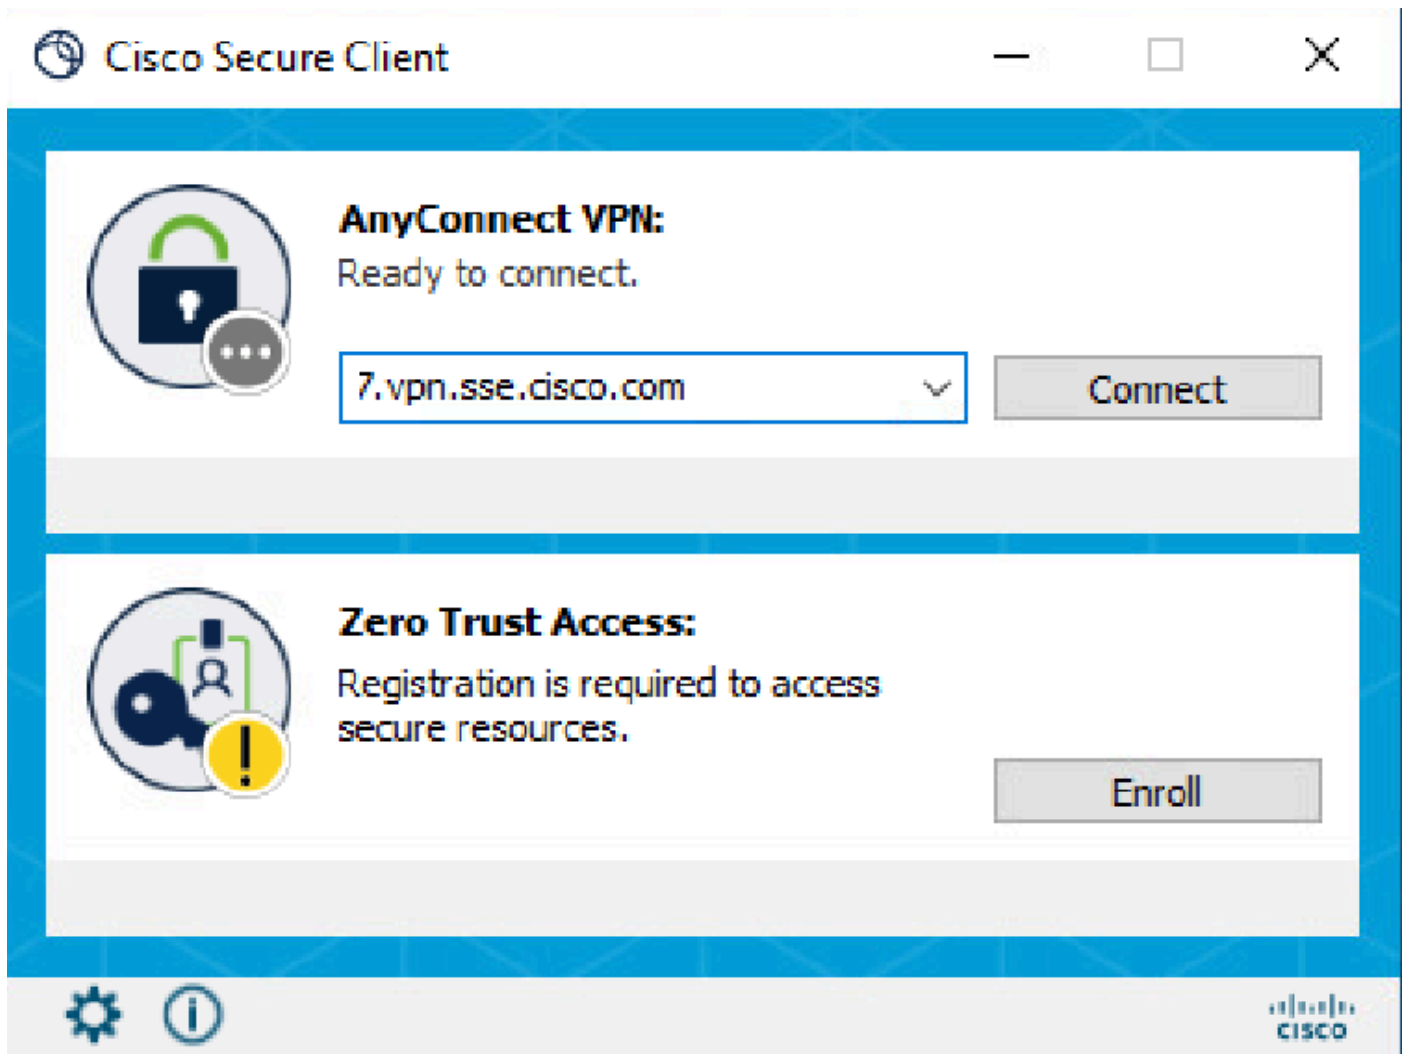 Cisco Secure Client
AnyConnect VPN:
Ready to connect.
7.vpn.sse.cisco.com
Connect
Zero Trust Access:
Registration is required to access
secure resources.
Enroll
CISCO